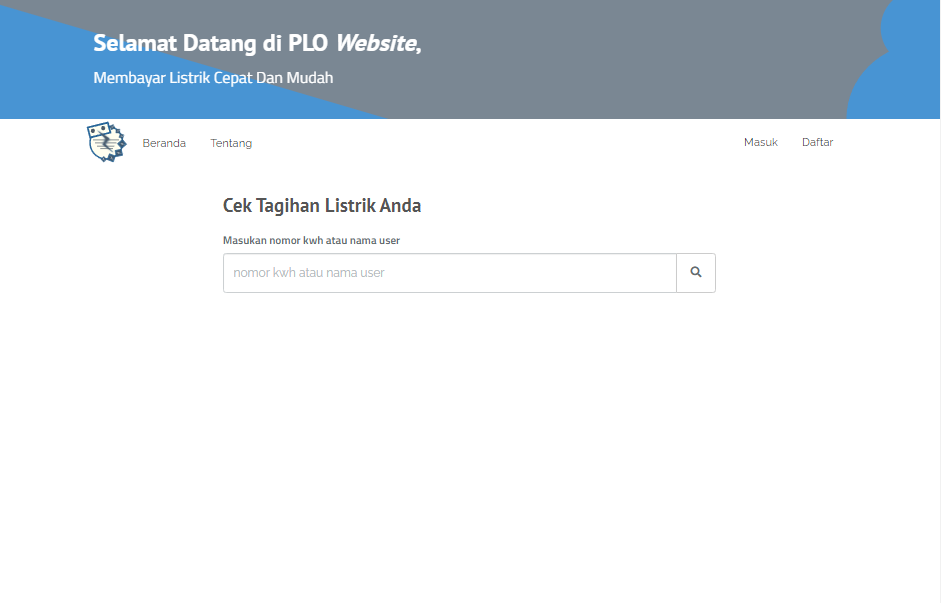 Selamat Datang di PLO Website,
Membayar Listrik Cepat Dan Mudah
Beranda
Tentang
Masuk
Daftar
Cek Tagihan Listrik Anda
Masukan nomor kwh atau nama user
nomor kwh atau nama user